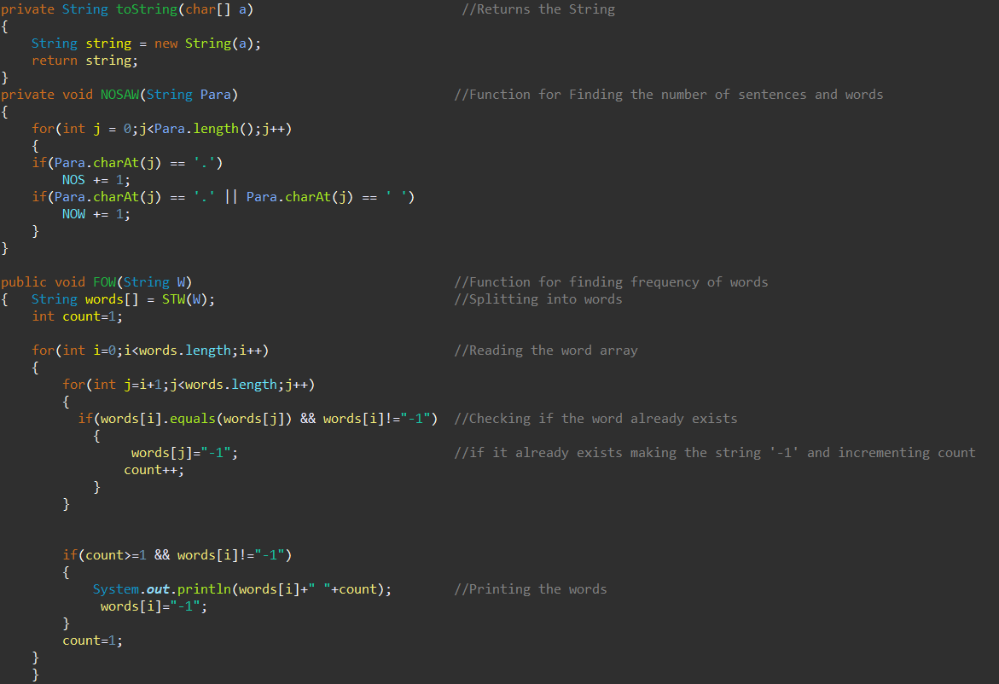 private String toString(char[] a) //Returns the String
{
String string = new String(a);
return string;
}
private void NOSAW(String Para) //Function for Finding the number of sentences and words
{
for(int j = 0;j<Para.length();j++)
{
if(Para.charAt(j) == '.')
NOS += 1;
if(Para.charAt(j) == '.' || Para.charAt(j) == ' ')
NOW += 1;
}
}
public void FOW(String W) //Function for finding frequency of words
{ String words[] = STW(W); //Splitting into words
int count=1;
for(int i=0;i<words.length;i++) //Reading the word array
{
for(int j=i+1;j<words.length;j++)
{
if(words[i].equals(words[j]) && words[i]!="-1") //Checking if the word already exists
{
words[j]="-1"; //if it already exists making the string '-1' and incrementing count
count++;
}
}
if(count>=1 && words[i]!="-1")
{
System.out.println(words[i]+" "+count); //Printing the words
words[i]="-1";
}
count=1;
}
}